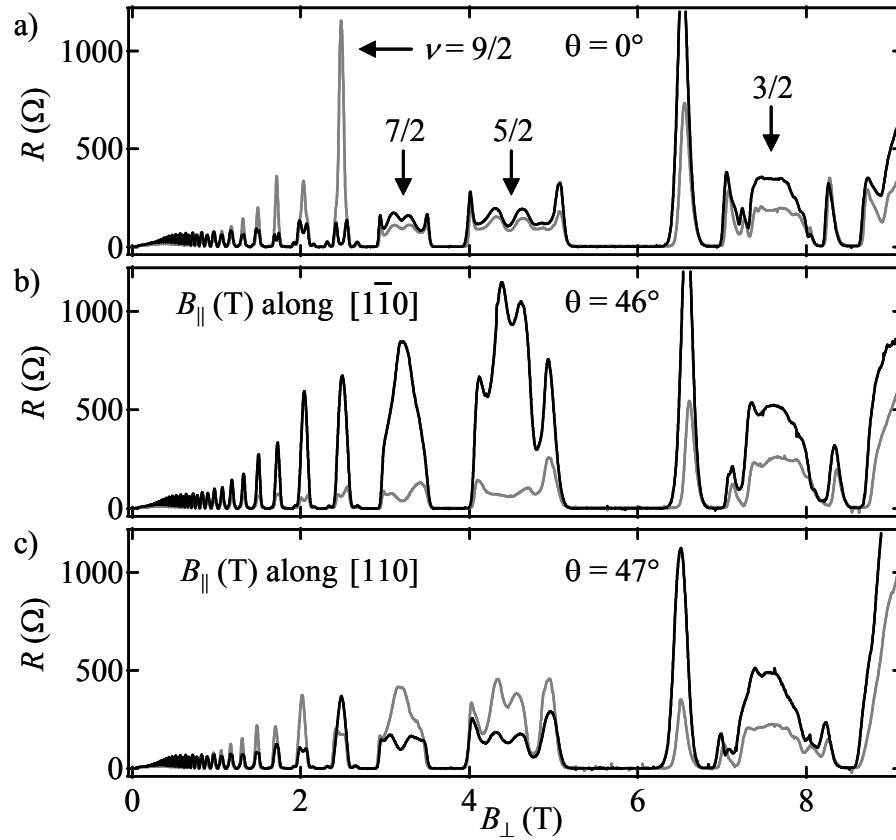 a)
1000
500
0
R (Ω)
ν = 9/2
θ = 0°
7/2
5/2
3/2
b)
B∥ (T) along [11̅0]
θ = 46°
1000
500
0
R (Ω)
c)
B∥ (T) along [110]
θ = 47°
1000
500
0
R (Ω)
0 2 4 6 8
B⊥ (T)